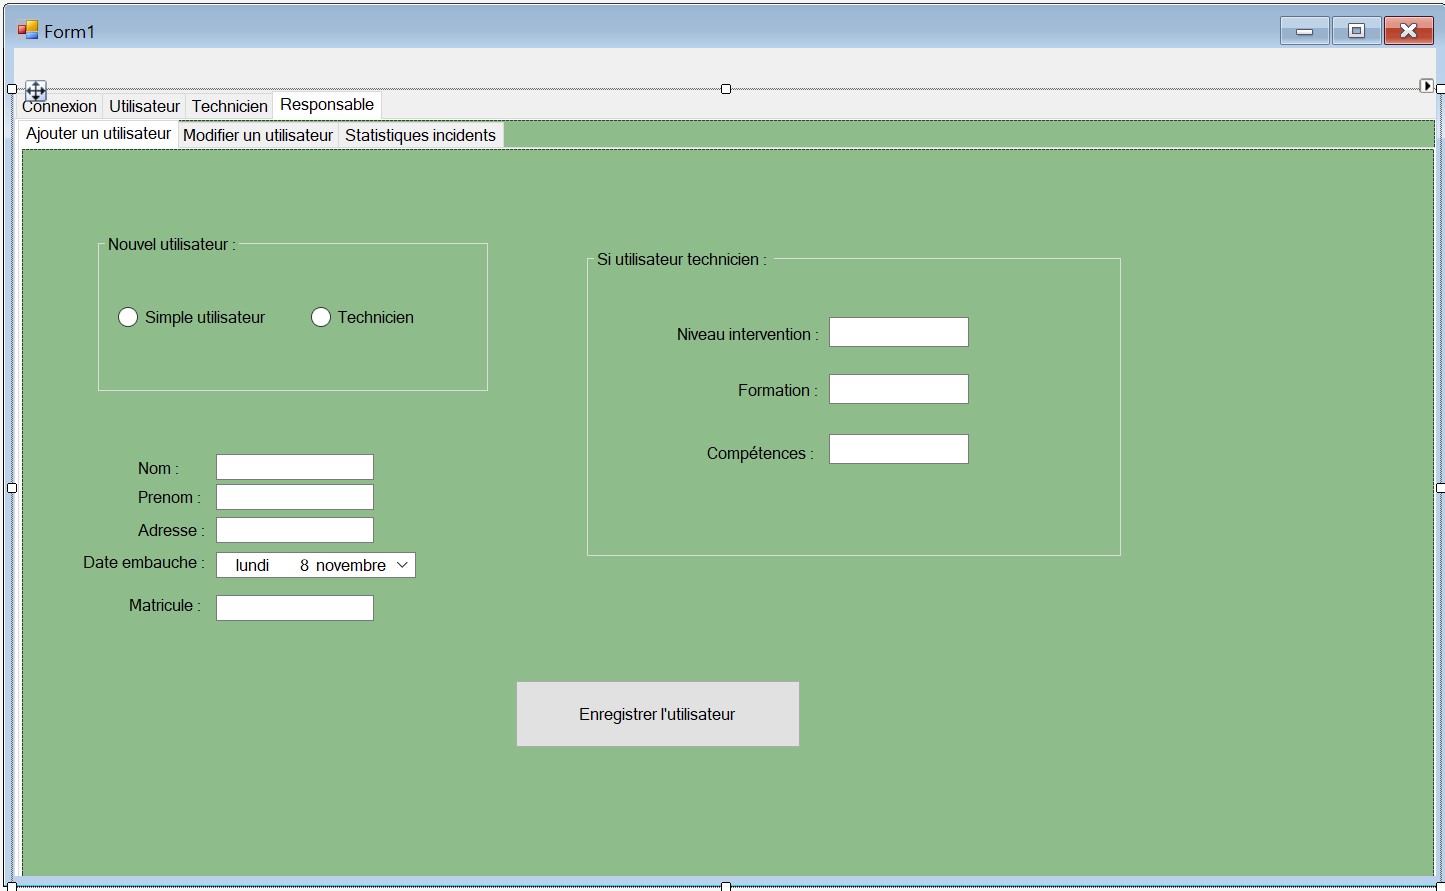 Form1
Connexion Utilisateur Technicien Responsable
Ajouter un utilisateur Modifier un utilisateur Statistiques incidents
Nouvel utilisateur :
Simple utilisateur Technicien
Si utilisateur technicien :
Niveau intervention :
Formation :
Compétences :
Nom :
Prenom :
Adresse :
Date embauche : lundi 8 novembre
Matricule :
Enregistrer l'utilisateur